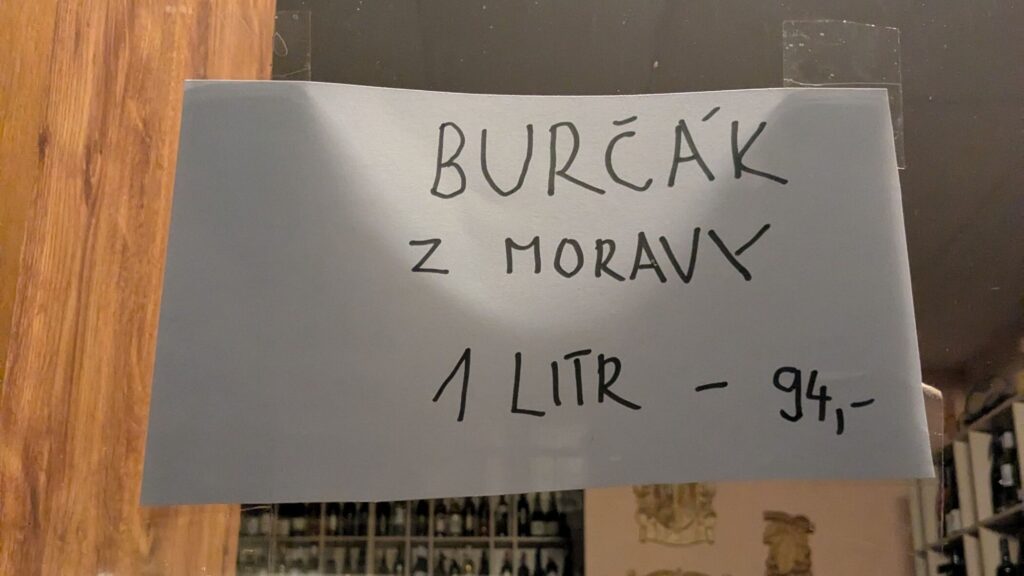 BURČÁK
Z MORAVY
1 LITR - 94,-